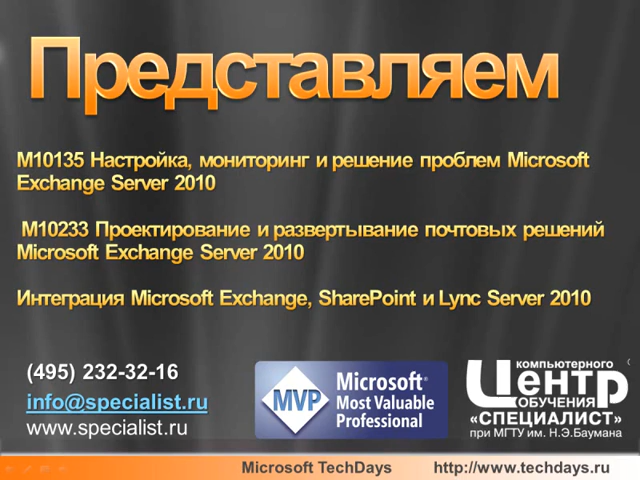 Представляем
М10135 Настройка, мониторинг и решение проблем Microsoft
Exchange Server 2010
М10233 Проектирование и развертывание почтовых решений
Microsoft Exchange Server 2010
Интеграция Microsoft Exchange, SharePoint и Lync Server 2010
(495) 232-32-16
info@specialist.ru
www.specialist.ru
MVP
Microsoft®
Most Valuable
Professional
компьютерного
Центр
ОБУЧЕНИЯ
«СПЕЦИАЛИСТ»
при МГТУ им. Н.Э.Баумана
Microsoft TechDays
http://www.techdays.ru